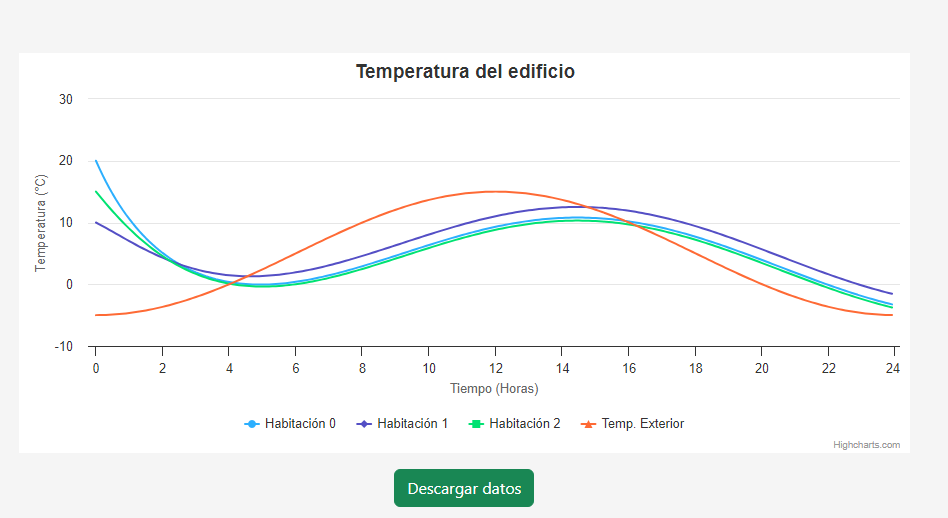 Temperatura del edificio
30
20
10
0
-10
Temperatura (°C)
0 2 4 6 8 10 12 14 16 18 20 22 24
Tiempo (Horas)
Habitación 0 Habitación 1 Habitación 2 Temp. Exterior
Highcharts.com
Descargar datos